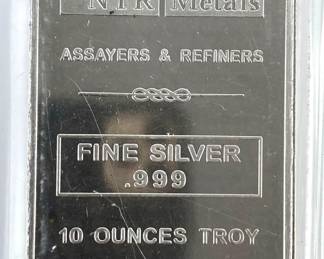 NTR Metals
ASSAYERS & REFINERS
FINE SILVER
.999
10 OUNCES TROY